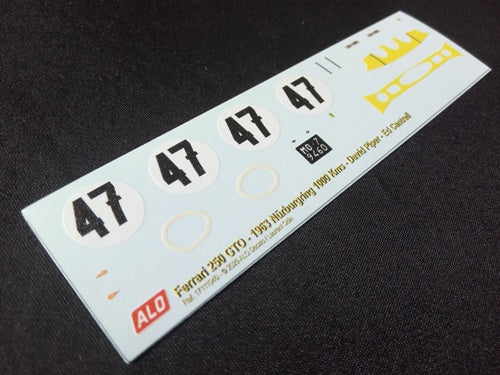 47
47
47
47
MO. 7
9460
Ferrari 250 GTO - 1963 Nürburgring 1000 Kms - David Piper - Ed Cantrell
ALO